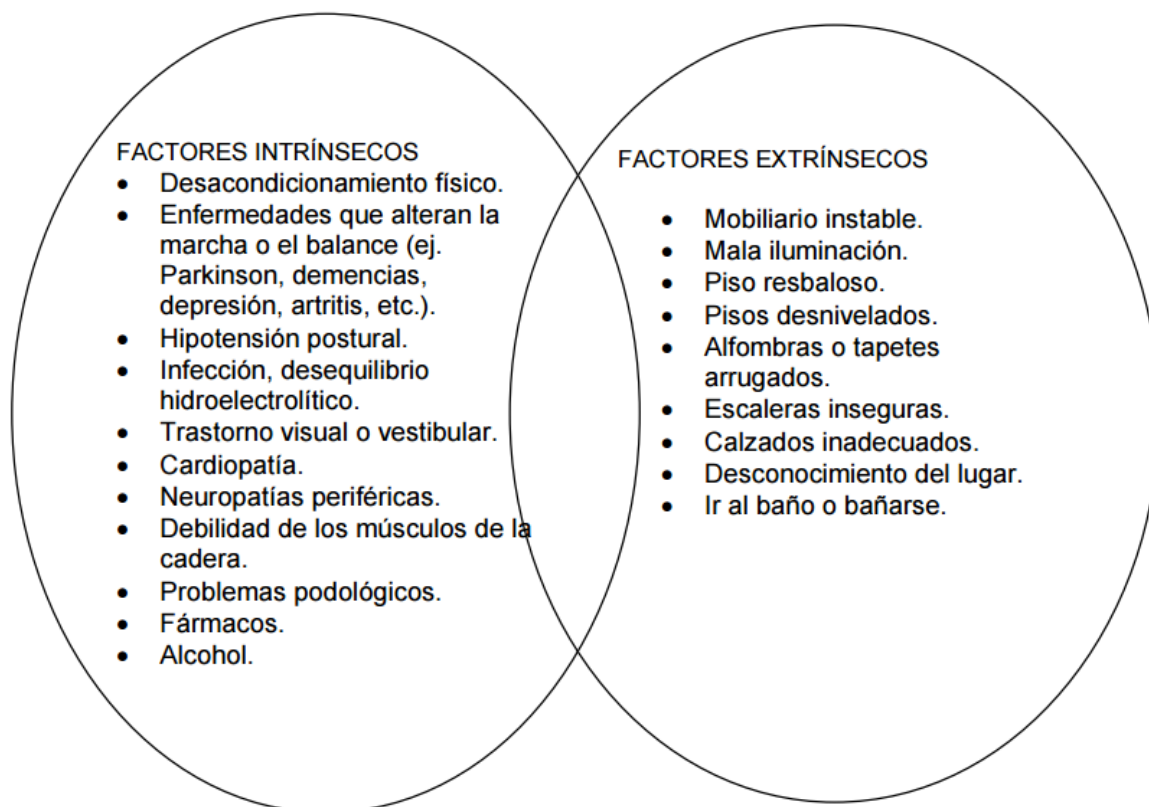 FACTORES INTRÍNSECOS
• Desacondicionamiento físico.
• Enfermedades que alteran la
marcha o el balance (ej.
Parkinson, demencias,
depresión, artritis, etc.).
• Hipotensión postural.
• Infección, desequilibrio
hidroelectrolítico.
• Trastorno visual o vestibular.
• Cardiopatía.
• Neuropatías periféricas.
• Debilidad de los músculos de la
cadera.
• Problemas podológicos.
• Fármacos.
• Alcohol.
FACTORES EXTRÍNSECOS
• Mobiliario instable.
• Mala iluminación.
• Piso resbaloso.
• Pisos desnivelados.
• Alfombras o tapetes
arrugados.
• Escaleras inseguras.
• Calzados inadecuados.
• Desconocimiento del lugar.
• Ir al baño o bañarse.